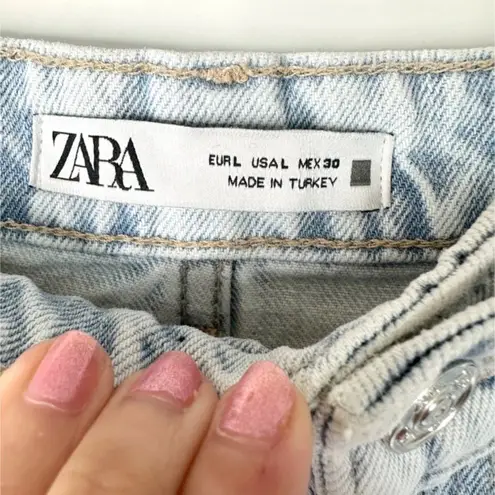 ZARA
EUR L USA L MEX 30
MADE IN TURKEY